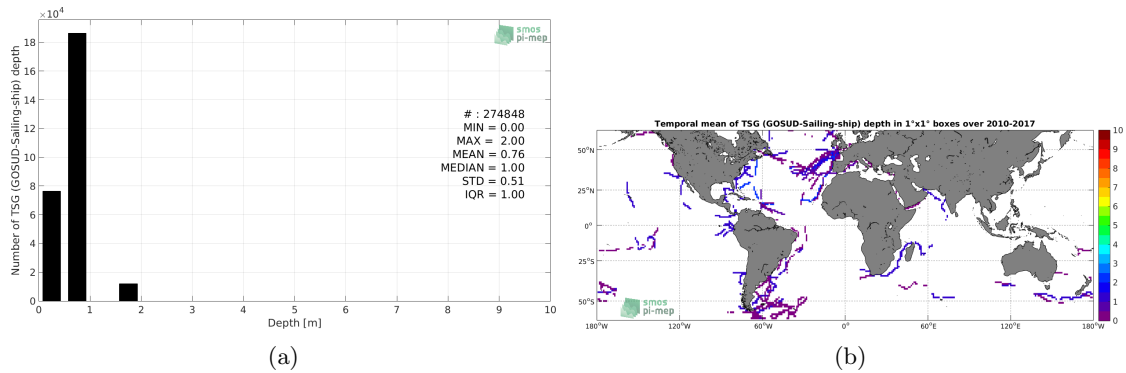 ×10⁴
18
16
14
12
10
8
6
4
2
0
Number of TSG (GOSUD-Sailing-ship) depth
smos
pi-mep
# : 274848
MIN = 0.00
MAX = 2.00
MEAN = 0.76
MEDIAN = 1.00
STD = 0.51
IQR = 1.00
0 1 2 3 4 5 6 7 8 9 10
Depth [m]
(a)
Temporal mean of TSG (GOSUD-Sailing-ship) depth in 1°x1° boxes over 2010-2017
50°N
25°N
0°
25°S
50°S
smos
pi-mep
180°W 120°W 60°W 0° 60°E 120°E 180°W
10
9
8
7
6
5
4
3
2
1
0
(b)